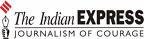 The Indian EXPRESS
JOURNALISM OF COURAGE